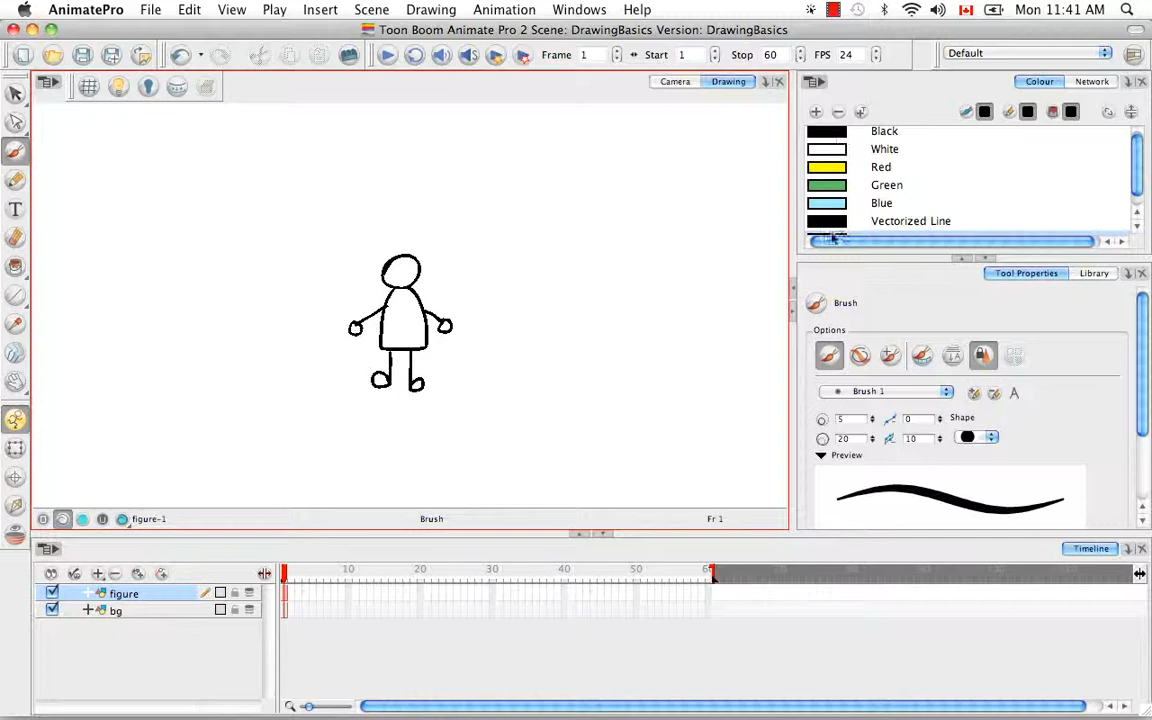 AnimatePro File Edit View Play Insert Scene Drawing Animation Windows Help Mon 11:41 AM
Toon Boom Animate Pro 2 Scene: DrawingBasics Version: DrawingBasics
Frame 1 Start 1 Stop 60 FPS 24 Default
Camera Drawing
Colour Network
Black
White
Red
Green
Blue
Vectorized Line
Tool Properties Library
Brush
Options
Brush 1
5 0 Shape
20 10
Preview
figure-1 Brush Fr 1
Timeline
10 20 30 40 50
figure
bg